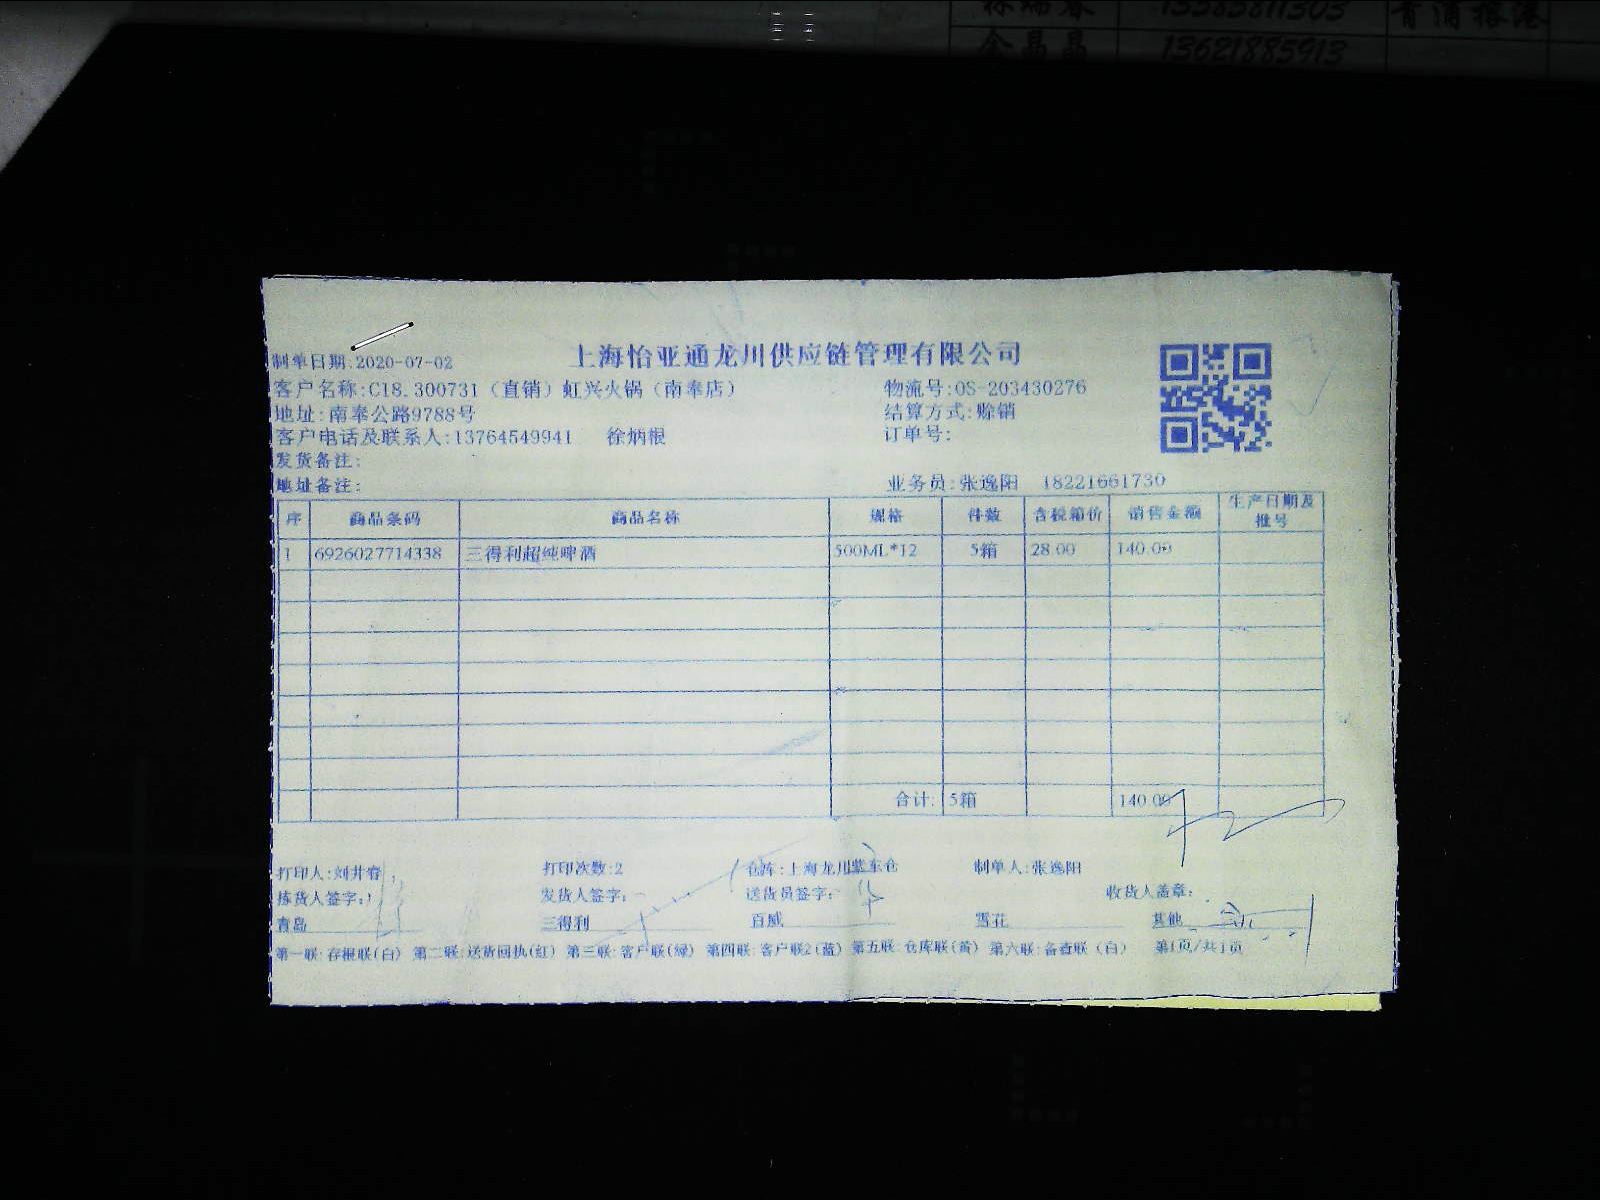 13621885913
上海怡亚通龙川供应链管理有限公司
制单日期:2020-07-02
客户名称:C18.300731（直销）虹兴火锅（南奉店） 物流号:OS-203430276
地址:南奉公路9788号 结算方式:赊销
客户电话及联系人:13764549941 徐炳根 订单号:
发货备注:
地址备注: 业务员:张逸阳 18221661730
序 商品条码 商品名称 规格 件数 含税箱价 销售金额 生产日期及批号
1 6926027714338 三得利超纯啤酒 500ML*12 5箱 28.00 140.00
合计: 5箱 140.00
打印人:刘井春 打印次数:2 仓库:上海龙川 车仓 制单人:张逸阳
拣货人签字: 发货人签字: 送货员签字: 收货人盖章:
青岛 三得利 百威 雪花 其他
第一联:存根联(白) 第二联:送货回执(红) 第三联:客户联(绿) 第四联:客户联2(蓝) 第五联:仓库联(黄) 第六联:备查联(白) 第1页/共1页